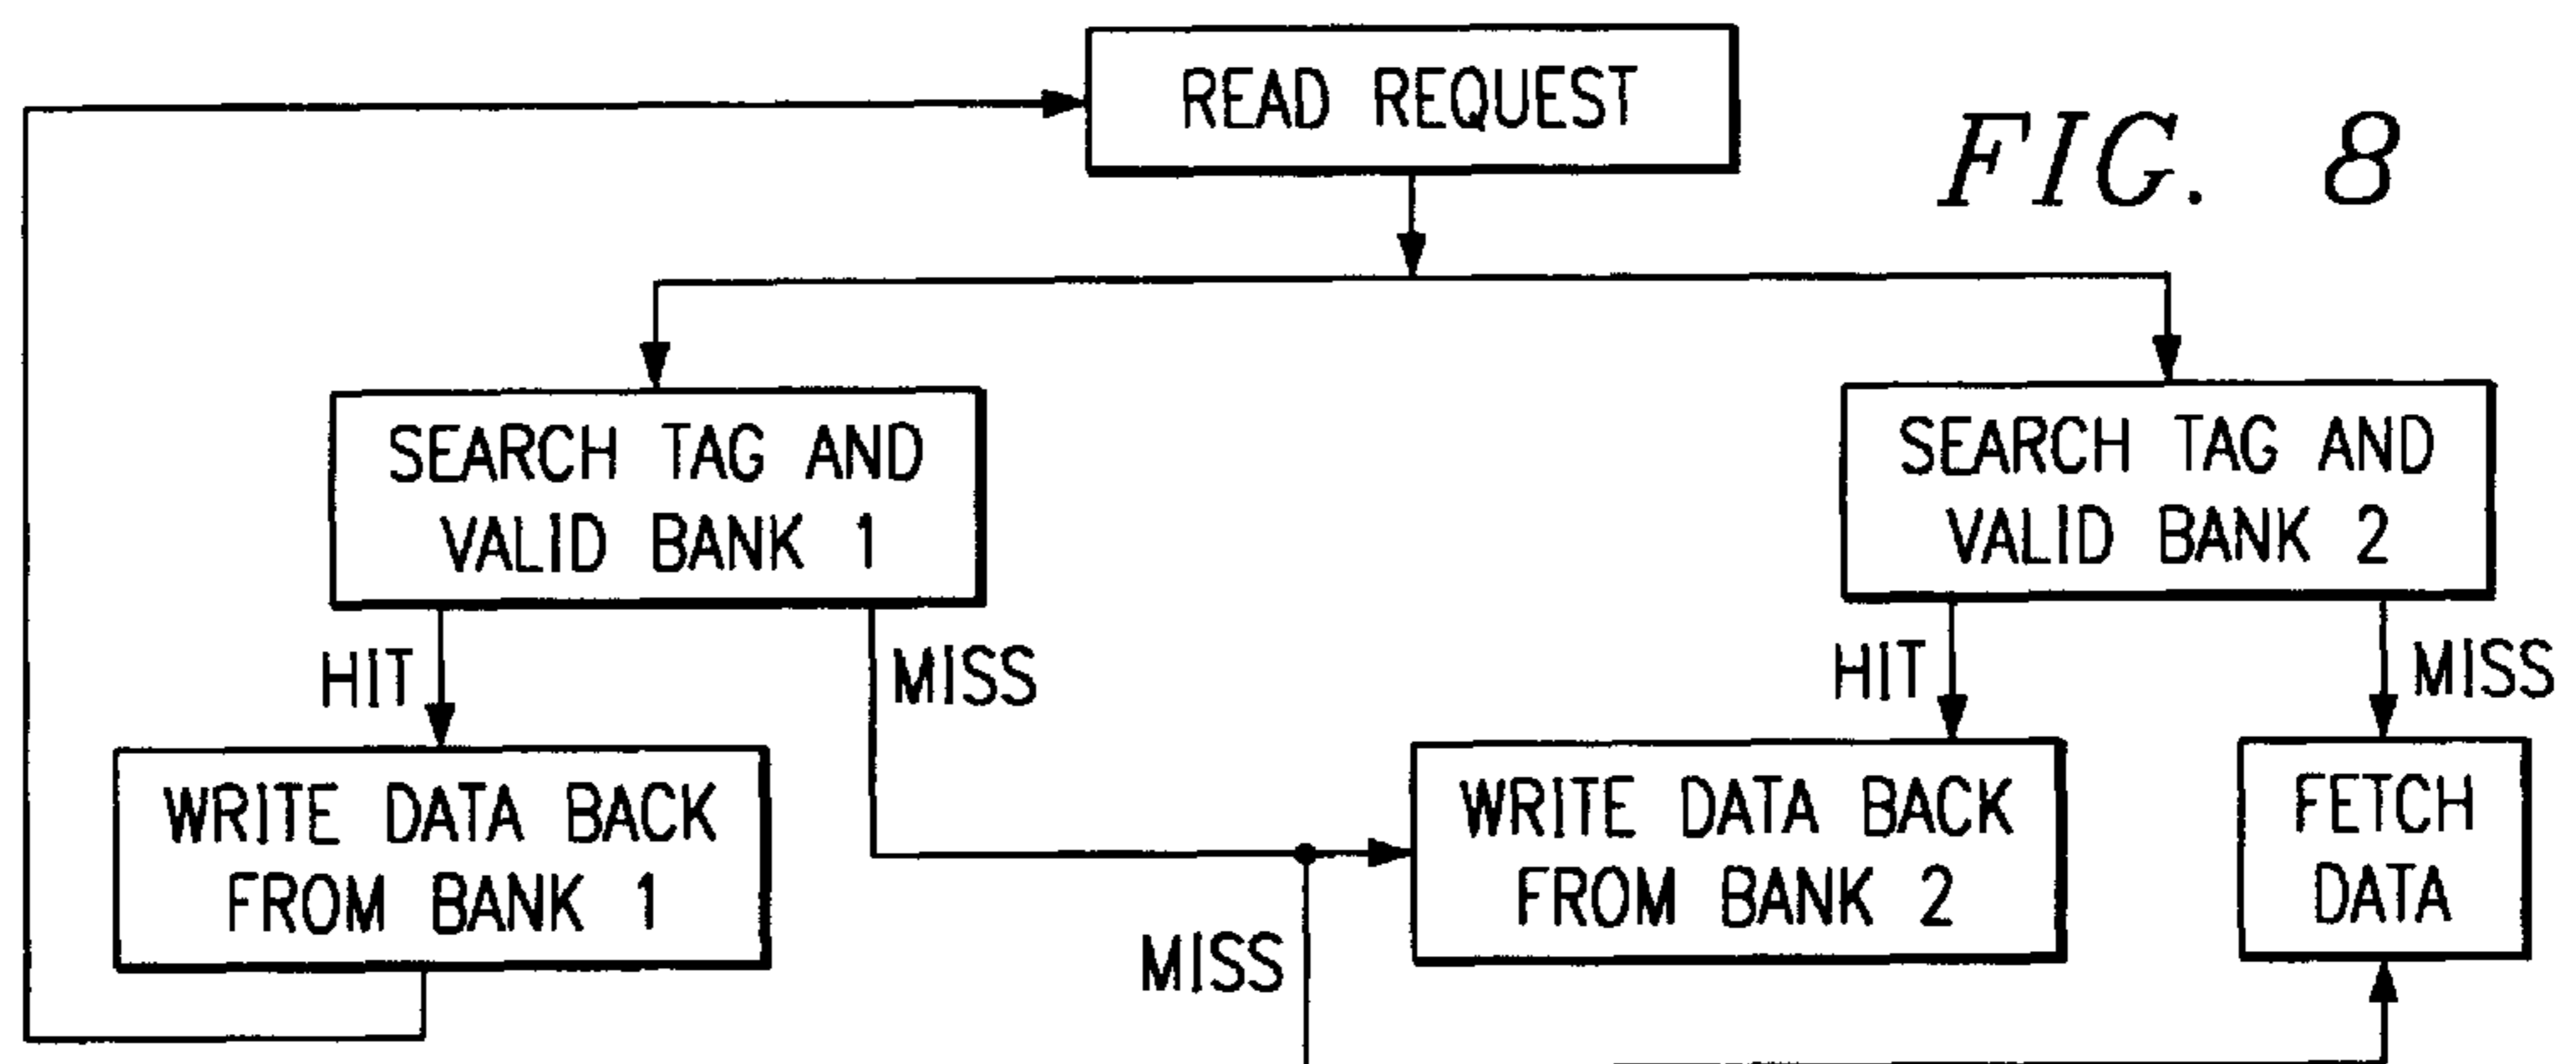 READ REQUEST
FIG. 8
SEARCH TAG AND
VALID BANK 1
SEARCH TAG AND
VALID BANK 2
HIT
MISS
HIT
MISS
WRITE DATA BACK
FROM BANK 1
WRITE DATA BACK
FROM BANK 2
FETCH
DATA
MISS